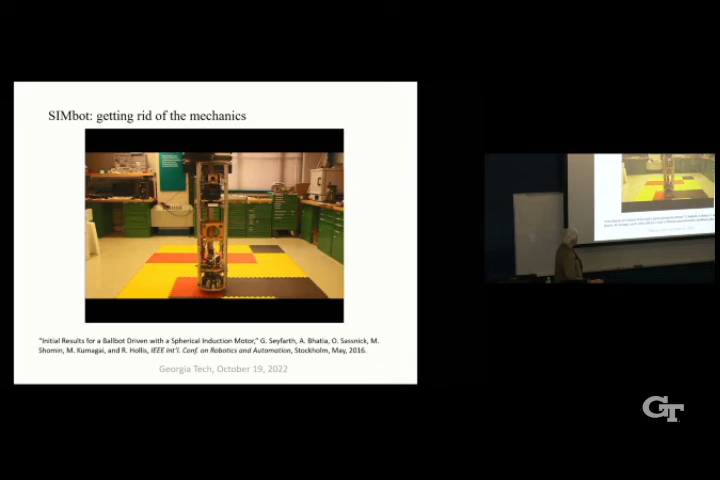 SIMbot: getting rid of the mechanics
"Initial Results for a Ballbot Driven with a Spherical Induction Motor," G. Seyfarth, A. Bhatia, O. Sassnick, M.
Shomin, M. Kumagai, and R. Hollis, IEEE Int'l. Conf. on Robotics and Automation, Stockholm, May, 2016.
Georgia Tech, October 19, 2022
GT